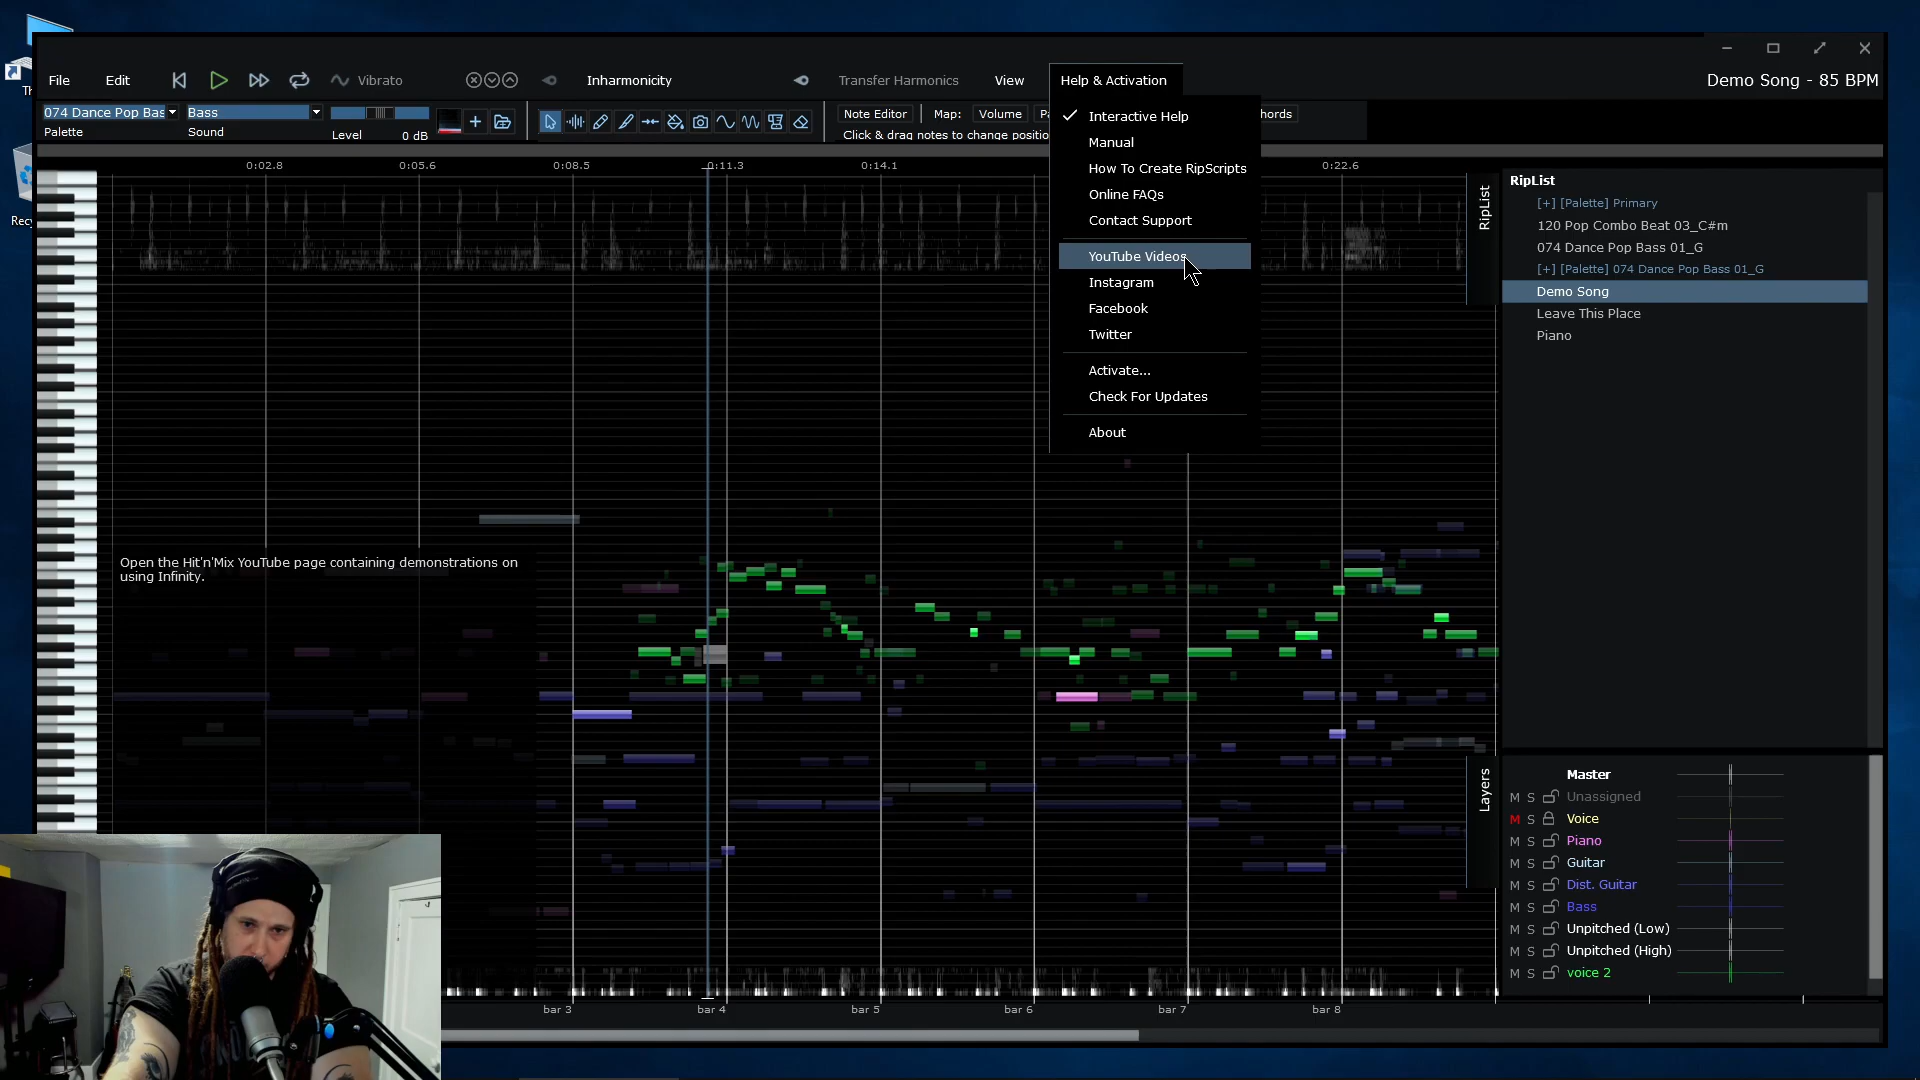 File
Edit
Vibrato
Inharmonicity
Transfer Harmonics
View
Help & Activation
Demo Song - 85 BPM
074 Dance Pop Bas
Bass
Palette
Sound
Level
0 dB
Note Editor
Map:
Volume
Click & drag notes to change positio
hords
0:02.8
0:05.6
0:08.5
0:11.3
0:14.1
0:22.6
Interactive Help
Manual
How To Create RipScripts
Online FAQs
Contact Support
YouTube Videos
Instagram
Facebook
Twitter
Activate...
Check For Updates
About
RipList
RipList
[+] [Palette] Primary
120 Pop Combo Beat 03_C#m
074 Dance Pop Bass 01_G
[+] [Palette] 074 Dance Pop Bass 01_G
Demo Song
Leave This Place
Piano
Open the Hit'n'Mix YouTube page containing demonstrations on
using Infinity.
Layers
Master
M S Unassigned
M S Voice
M S Piano
M S Guitar
M S Dist. Guitar
M S Bass
M S Unpitched (Low)
M S Unpitched (High)
M S voice 2
bar 3
bar 4
bar 5
bar 6
bar 7
bar 8